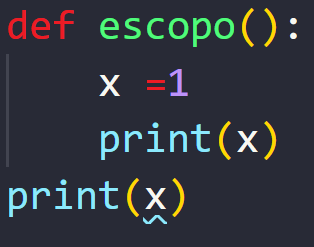 def escopo():
    x =1
    print(x)
print(x)